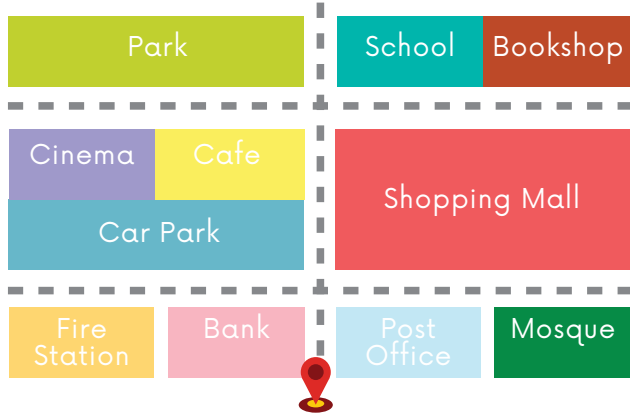 Park
School
Bookshop
Cinema
Cafe
Shopping Mall
Car Park
Fire
Station
Bank
Post
Office
Mosque